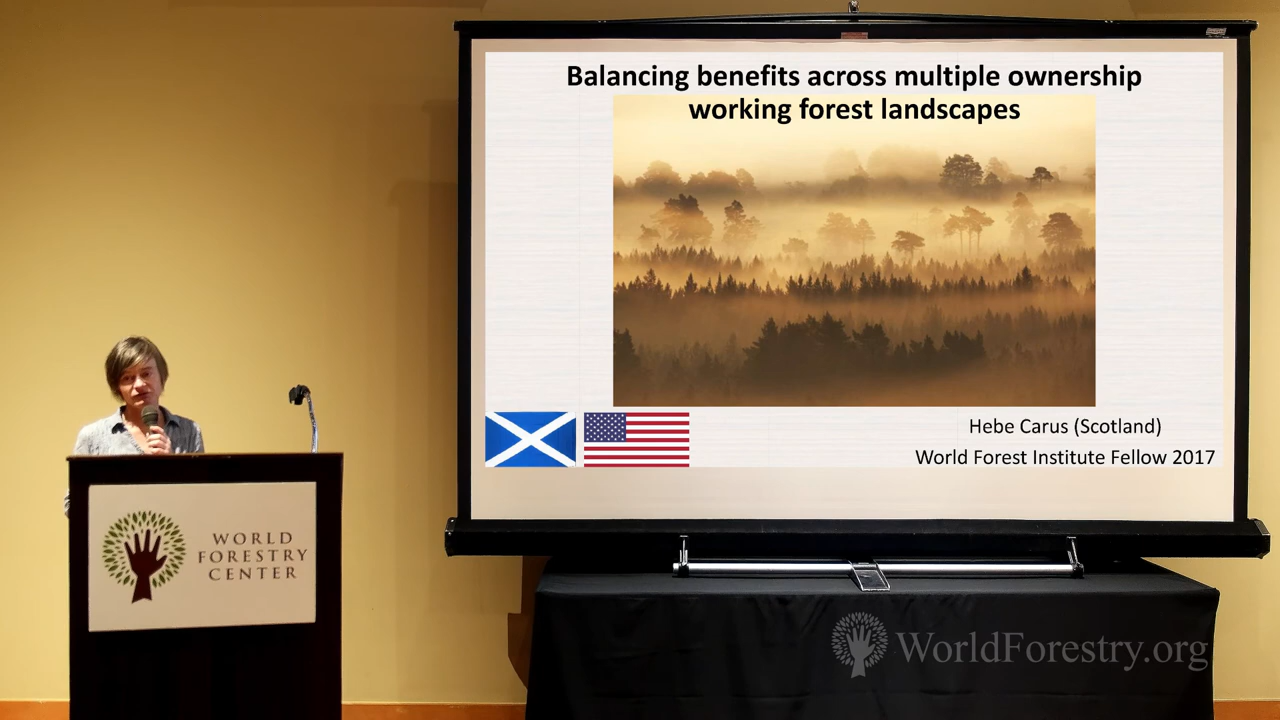 Balancing benefits across multiple ownership
working forest landscapes
Hebe Carus (Scotland)
World Forest Institute Fellow 2017
WORLD
FORESTRY
CENTER
WorldForestry.org